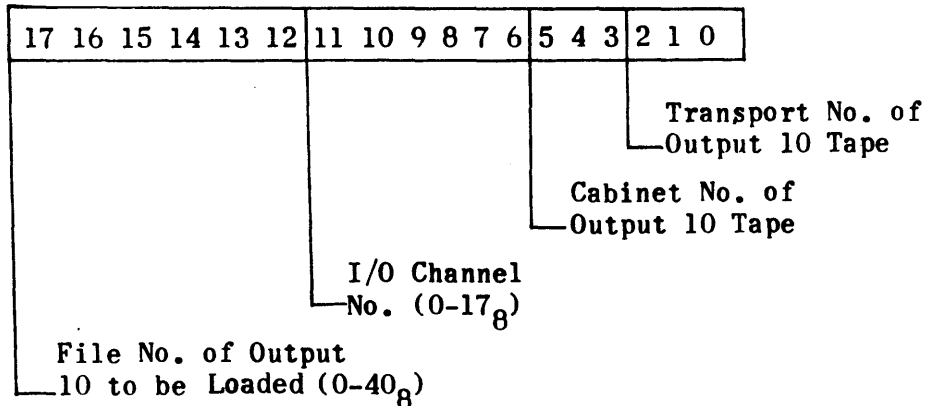 17 16 15 14 13 12 11 10 9 8 7 6 5 4 3 2 1 0
Transport No. of
Output 10 Tape
Cabinet No. of
Output 10 Tape
I/O Channel
No. (0-17₈)
File No. of Output
10 to be Loaded (0-40₈)